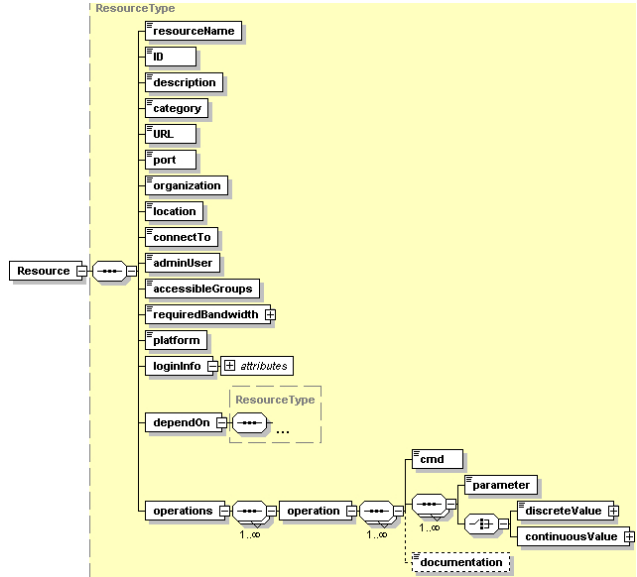 ResourceType
resourceName
ID
description
category
URL
port
organization
location
connectTo
Resource
adminUser
accessibleGroups
requiredBandwidth
platform
loginInfo
attributes
ResourceType
dependOn
...
cmd
parameter
operations
operation
discreteValue
1..∞
1..∞
1..∞
continuousValue
documentation